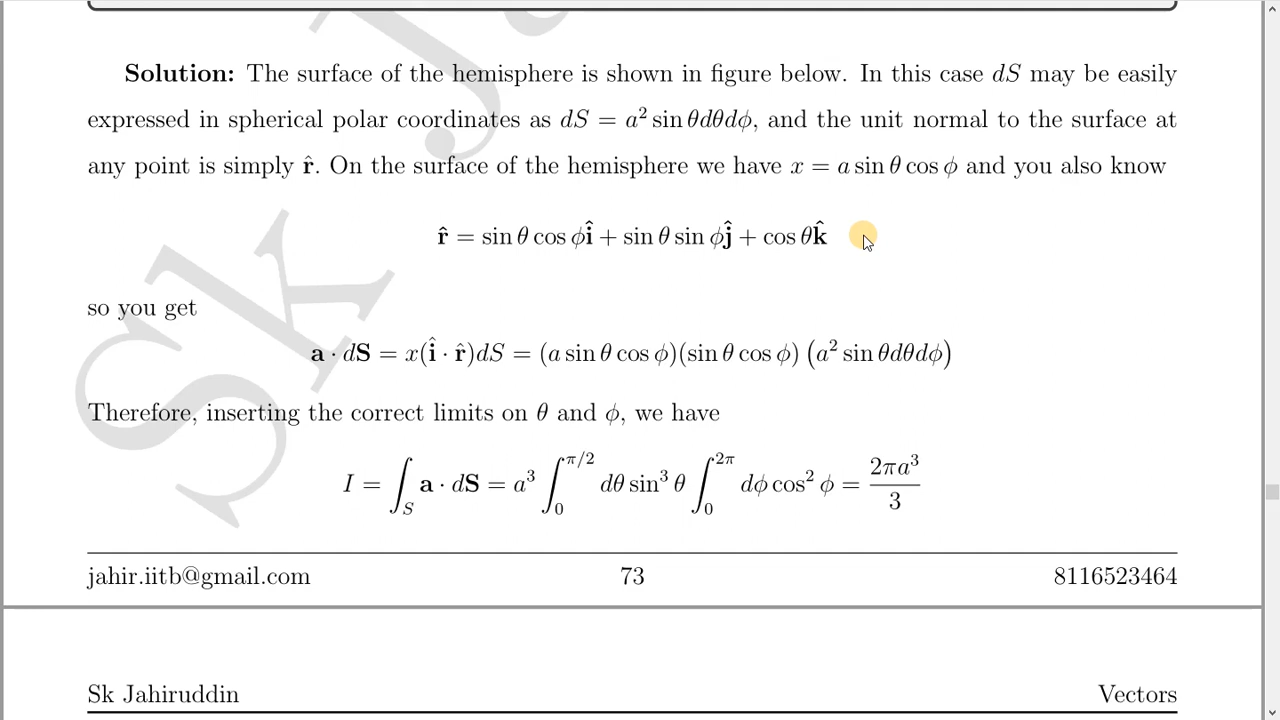 Solution: The surface of the hemisphere is shown in figure below. In this case dS may be easily
expressed in spherical polar coordinates as dS = a² sin θdθdϕ, and the unit normal to the surface at
any point is simply r̂. On the surface of the hemisphere we have x = a sin θ cos ϕ and you also know
r̂ = sin θ cos ϕî + sin θ sin ϕĵ + cos θk̂
so you get
a · dS = x(î · r̂)dS = (a sin θ cos ϕ)(sin θ cos ϕ) (a² sin θdθdϕ)
Therefore, inserting the correct limits on θ and ϕ, we have
I = ∫_S a · dS = a³ ∫_0^{π/2} dθ sin³ θ ∫_0^{2π} dϕ cos² ϕ = 2πa³/3
jahir.iitb@gmail.com 73 8116523464
Sk Jahiruddin Vectors